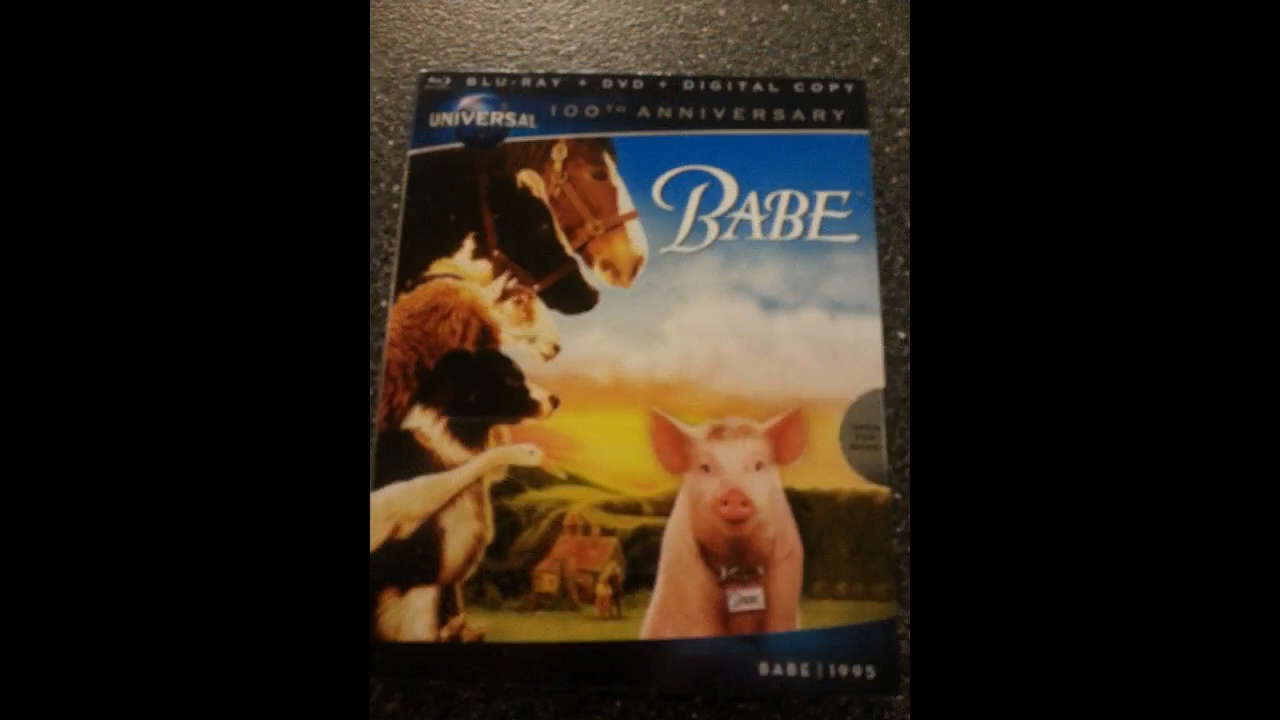 BLU-RAY + DVD + DIGITAL COPY
UNIVERSAL 100TH ANNIVERSARY
BABE
BABE | 1995